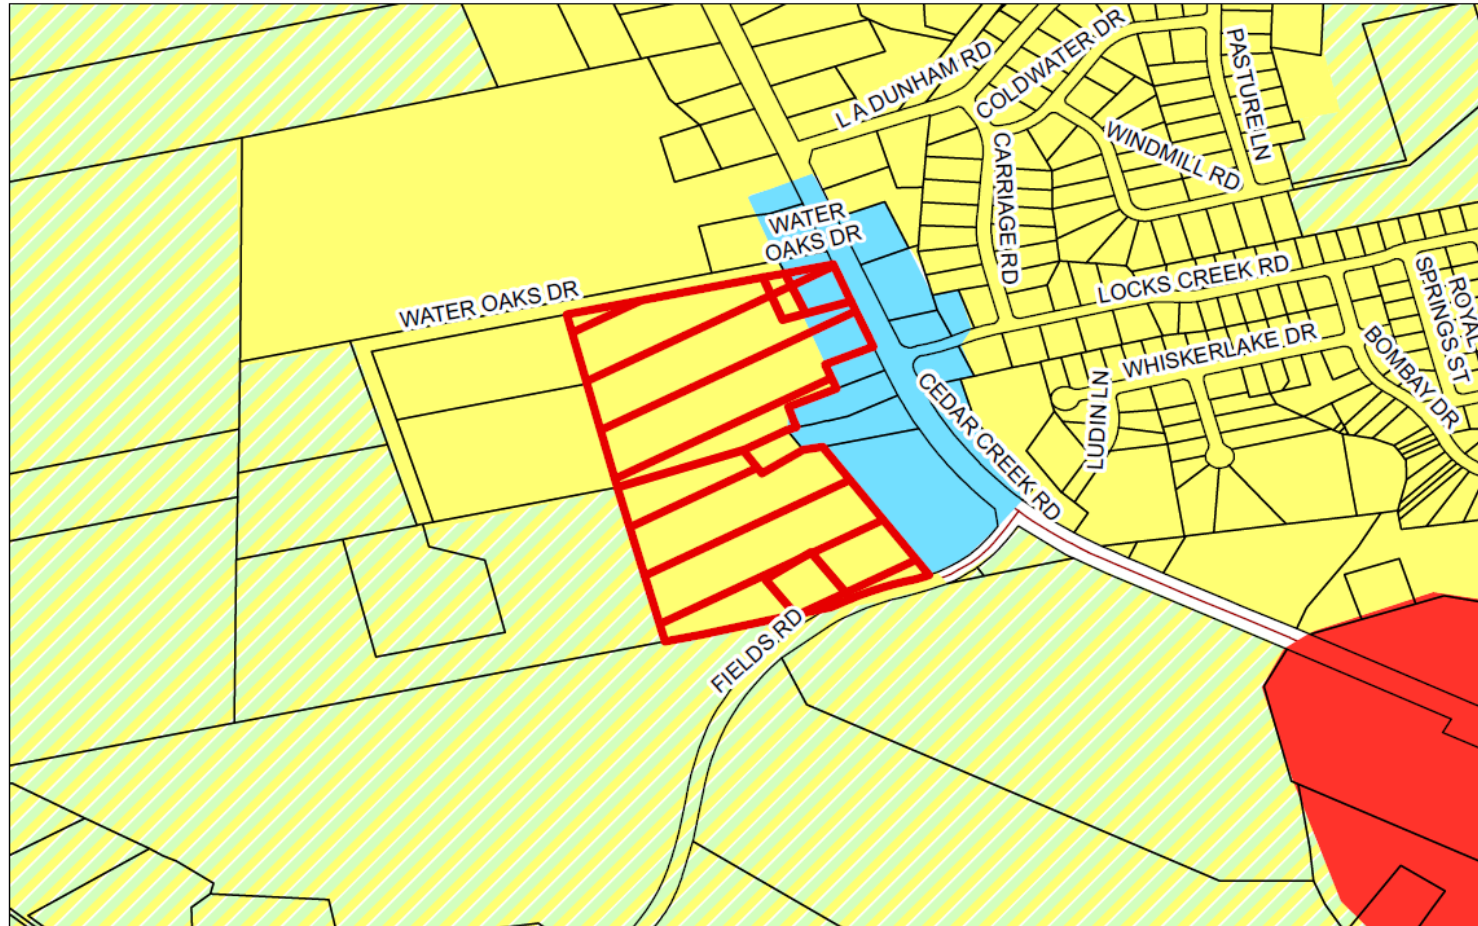 L A DUNHAM RD
COLDWATER DR
PASTURE LN
WINDMILL RD
CARRIAGE RD
WATER
OAKS DR
WATER OAKS DR
LOCKS CREEK RD
ROYAL
SPRINGS ST
WHISKERLAKE DR
BOMBAY DR
LUDINI LN
CEDAR CREEK RD
FIELDS RD